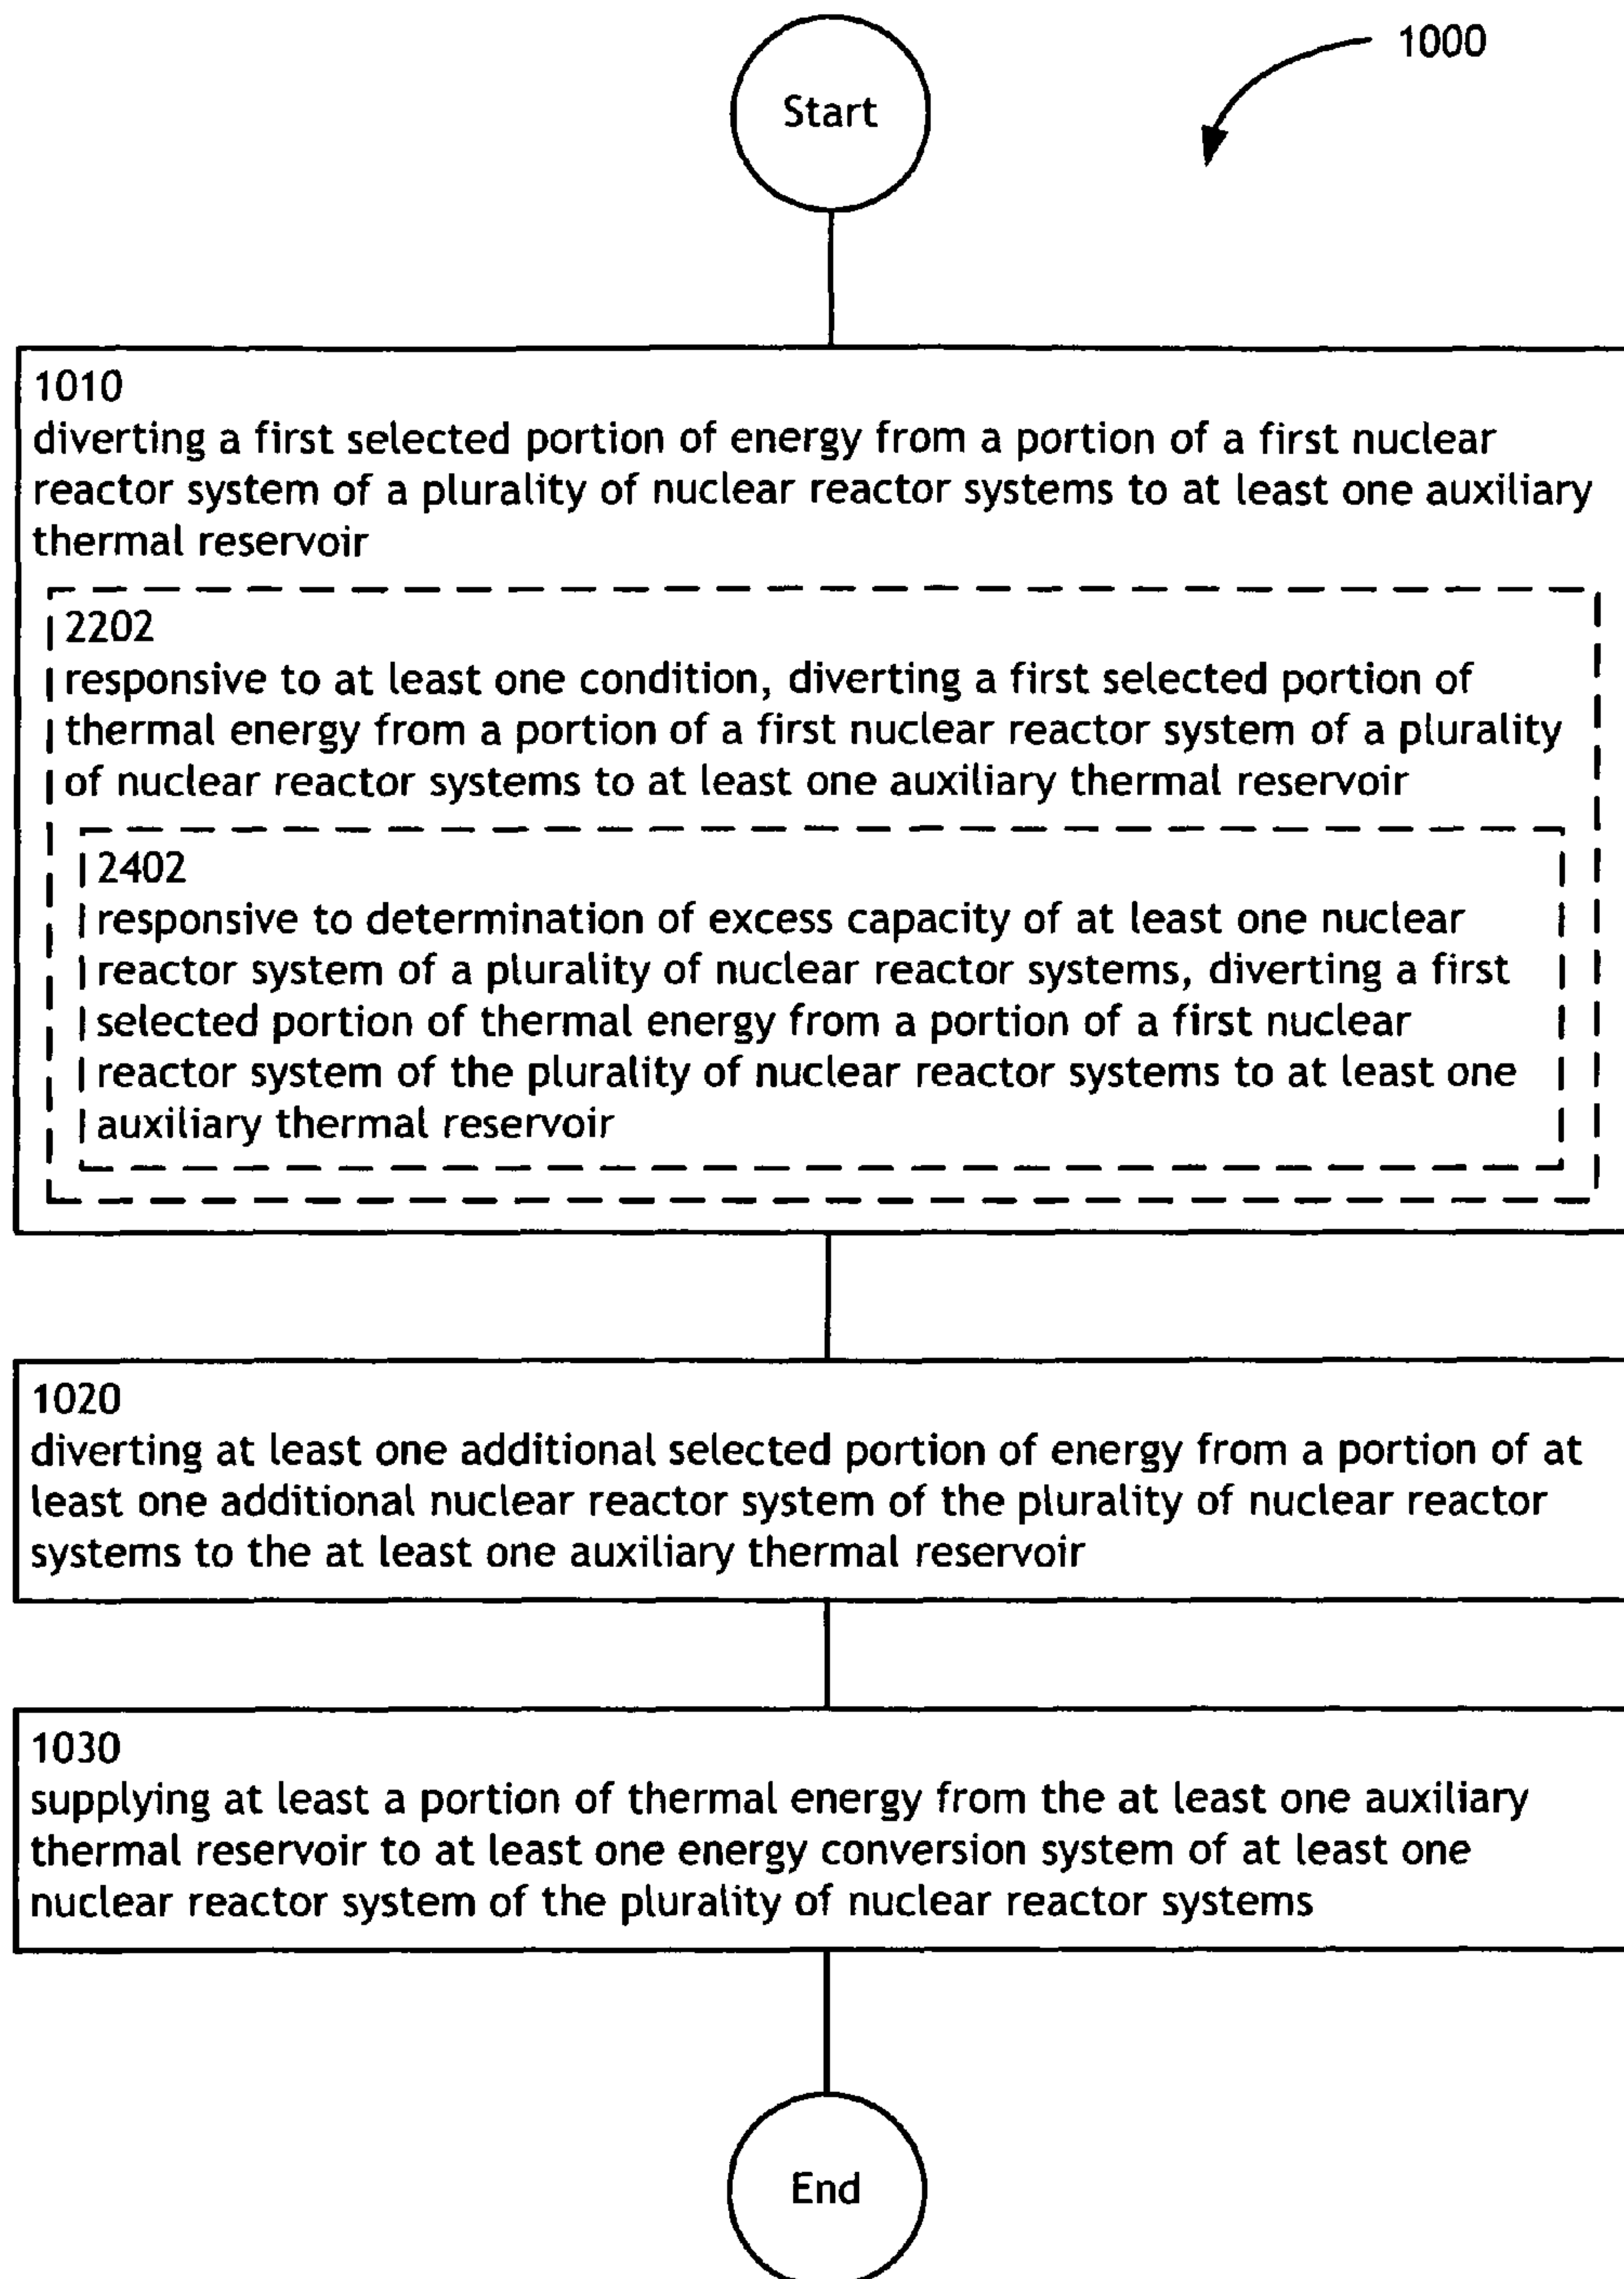 1000
Start
1010
diverting a first selected portion of energy from a portion of a first nuclear
reactor system of a plurality of nuclear reactor systems to at least one auxiliary
thermal reservoir
2202
responsive to at least one condition, diverting a first selected portion of
thermal energy from a portion of a first nuclear reactor system of a plurality
of nuclear reactor systems to at least one auxiliary thermal reservoir
2402
responsive to determination of excess capacity of at least one nuclear
reactor system of a plurality of nuclear reactor systems, diverting a first
selected portion of thermal energy from a portion of a first nuclear
reactor system of the plurality of nuclear reactor systems to at least one
auxiliary thermal reservoir
1020
diverting at least one additional selected portion of energy from a portion of at
least one additional nuclear reactor system of the plurality of nuclear reactor
systems to the at least one auxiliary thermal reservoir
1030
supplying at least a portion of thermal energy from the at least one auxiliary
thermal reservoir to at least one energy conversion system of at least one
nuclear reactor system of the plurality of nuclear reactor systems
End